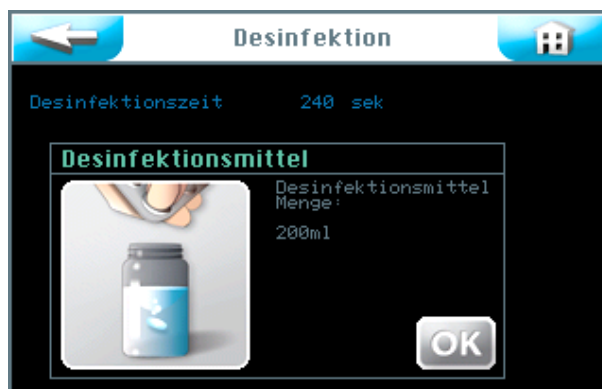 Desinfektion
Desinfektionszeit 240 sek
Desinfektionsmittel
Desinfektionsmittel
Menge:
200ml
OK